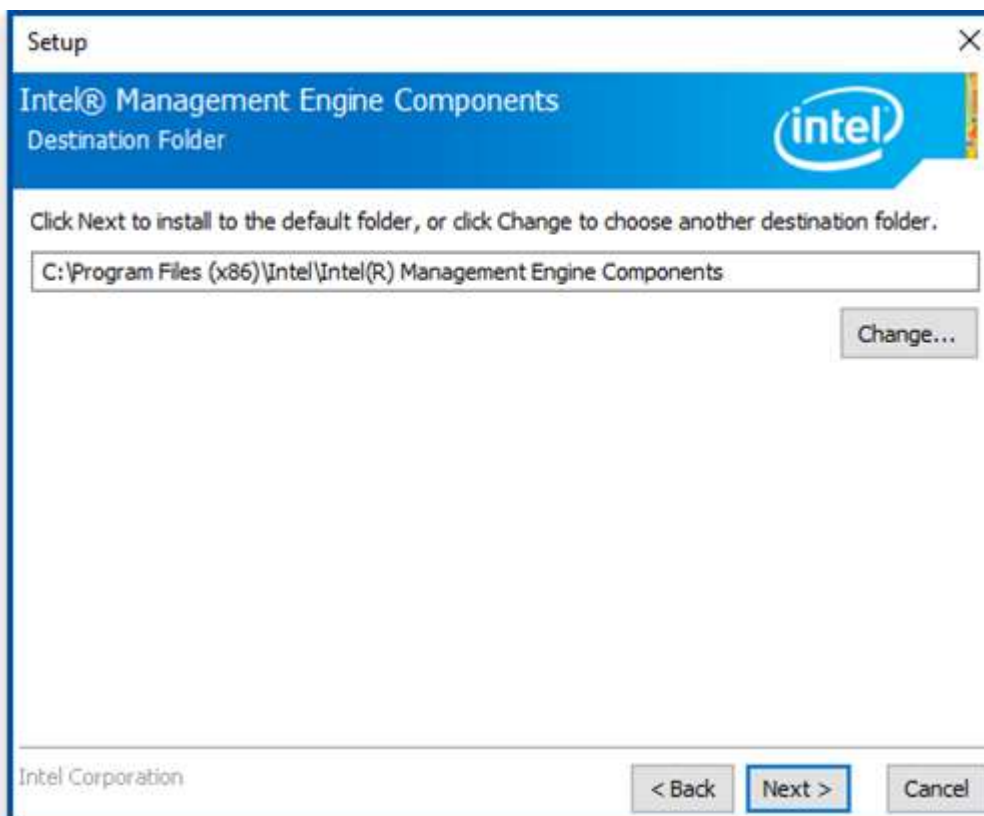 Setup
Intel® Management Engine Components
Destination Folder
intel
Click Next to install to the default folder, or click Change to choose another destination folder.
C:\Program Files (x86)\Intel\Intel(R) Management Engine Components
Change...
Intel Corporation
< Back
Next >
Cancel